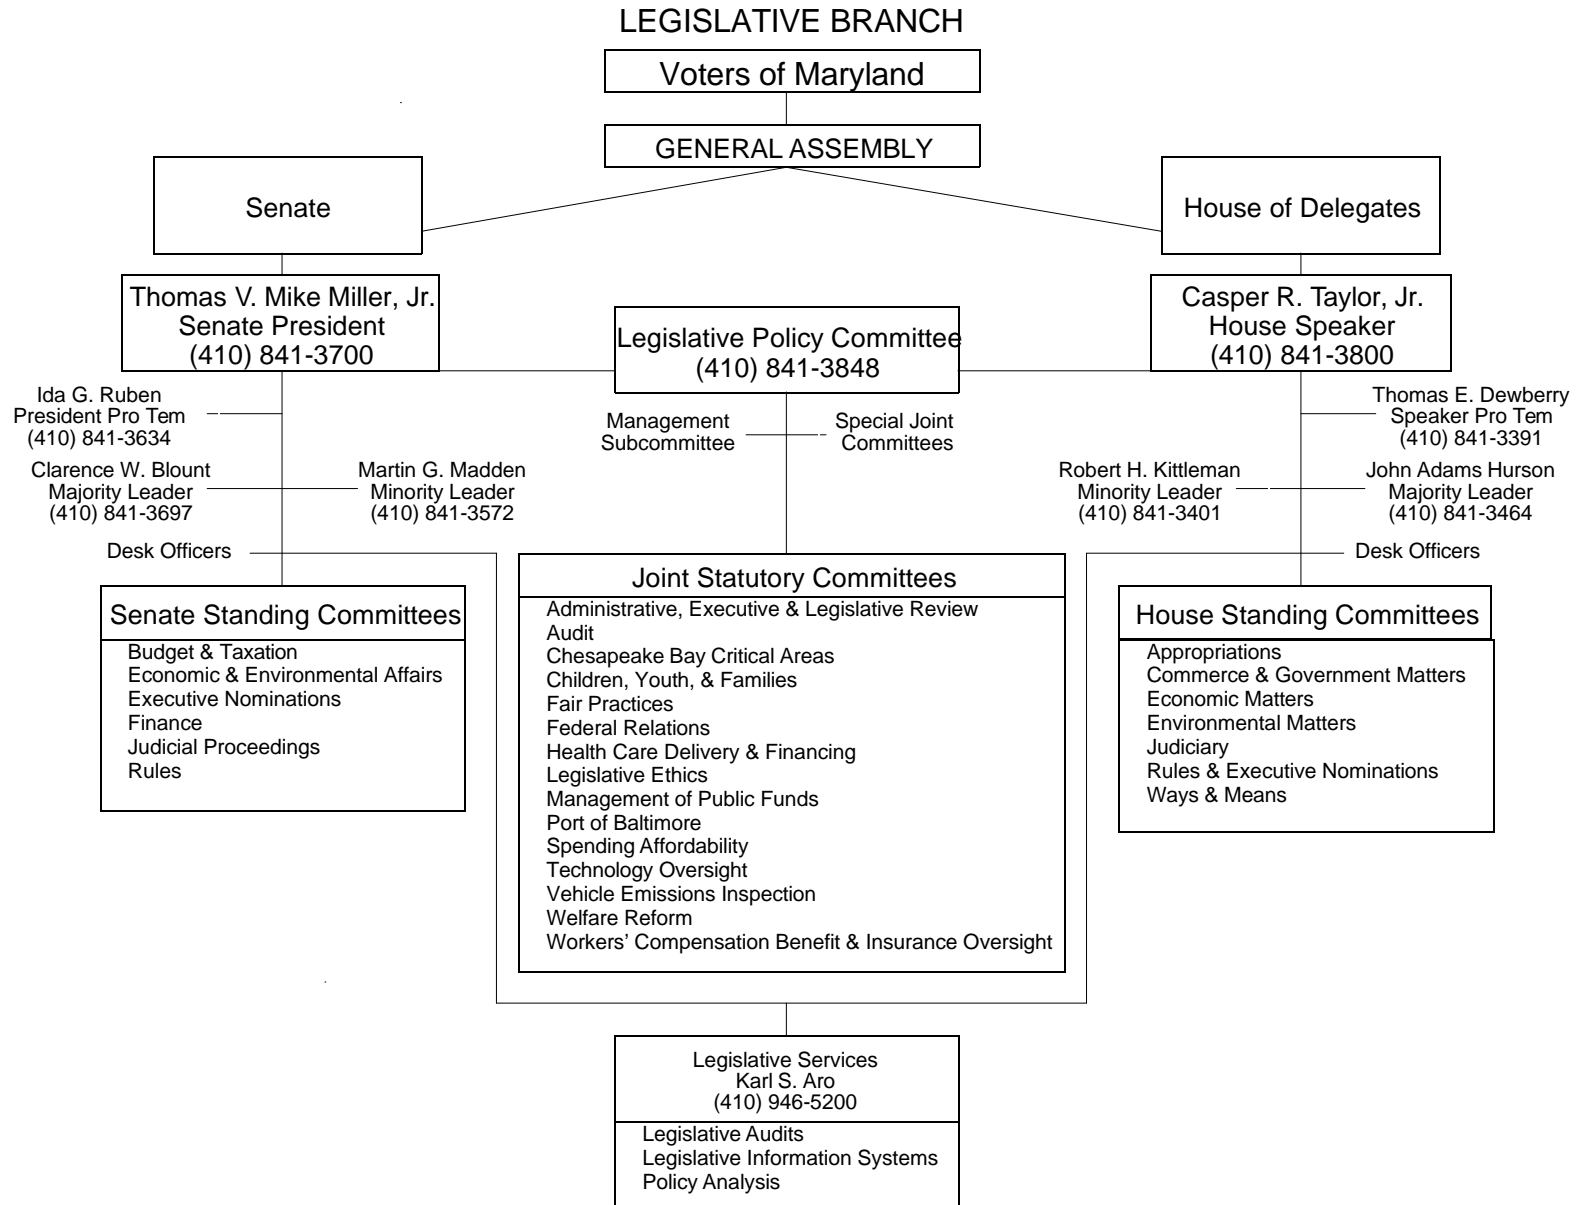 LEGISLATIVE BRANCH
Voters of Maryland
GENERAL ASSEMBLY
Senate
House of Delegates
Thomas V. Mike Miller, Jr.
Senate President
(410) 841-3700
Legislative Policy Committee
(410) 841-3848
Casper R. Taylor, Jr.
House Speaker
(410) 841-3800
Ida G. Ruben
President Pro Tem
(410) 841-3634
Management
Subcommittee
Special Joint
Committees
Thomas E. Dewberry
Speaker Pro Tem
(410) 841-3391
Clarence W. Blount
Majority Leader
(410) 841-3697
Martin G. Madden
Minority Leader
(410) 841-3572
Robert H. Kittleman
Minority Leader
(410) 841-3401
John Adams Hurson
Majority Leader
(410) 841-3464
Desk Officers
Desk Officers
Senate Standing Committees
Budget & Taxation
Economic & Environmental Affairs
Executive Nominations
Finance
Judicial Proceedings
Rules
Joint Statutory Committees
Administrative, Executive & Legislative Review
Audit
Chesapeake Bay Critical Areas
Children, Youth, & Families
Fair Practices
Federal Relations
Health Care Delivery & Financing
Legislative Ethics
Management of Public Funds
Port of Baltimore
Spending Affordability
Technology Oversight
Vehicle Emissions Inspection
Welfare Reform
Workers’ Compensation Benefit & Insurance Oversight
House Standing Committees
Appropriations
Commerce & Government Matters
Economic Matters
Environmental Matters
Judiciary
Rules & Executive Nominations
Ways & Means
Legislative Services
Karl S. Aro
(410) 946-5200
Legislative Audits
Legislative Information Systems
Policy Analysis